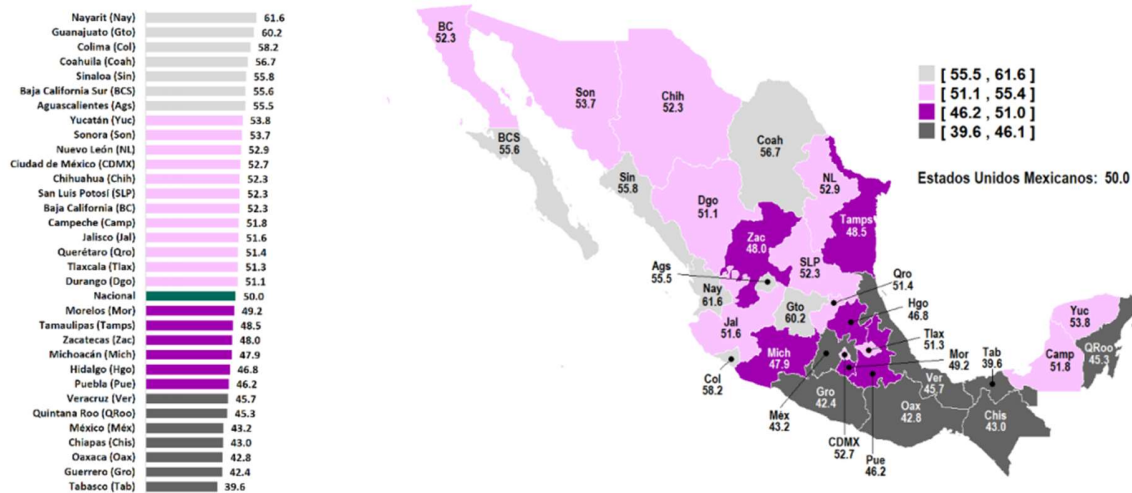 Nayarit (Nay) 61.6
Guanajuato (Gto) 60.2
Colima (Col) 58.2
Coahuila (Coah) 56.7
Sinaloa (Sin) 55.8
Baja California Sur (BCS) 55.6
Aguascalientes (Ags) 55.5
Yucatán (Yuc) 53.8
Sonora (Son) 53.7
Nuevo León (NL) 52.9
Ciudad de México (CDMX) 52.7
Chihuahua (Chih) 52.3
San Luis Potosí (SLP) 52.3
Baja California (BC) 52.3
Campeche (Camp) 51.8
Jalisco (Jal) 51.6
Querétaro (Qro) 51.4
Tlaxcala (Tlax) 51.3
Durango (Dgo) 51.1
Nacional 50.0
Morelos (Mor) 49.2
Tamaulipas (Tamps) 48.5
Zacatecas (Zac) 48.0
Michoacán (Mich) 47.9
Hidalgo (Hgo) 46.8
Puebla (Pue) 46.2
Veracruz (Ver) 45.7
Quintana Roo (QRoo) 45.3
México (Méx) 43.2
Chiapas (Chis) 43.0
Oaxaca (Oax) 42.8
Guerrero (Gro) 42.4
Tabasco (Tab) 39.6
BC
52.3
Son
53.7
Chih
52.3
BCS
55.6
Coah
56.7
Sin
55.8
NL
52.9
Dgo
51.1
Tamps
48.5
Zac
48.0
SLP
52.3
Ags
55.5
Nay
61.6
Gto
60.2
Qro
51.4
Hgo
46.8
Jal
51.6
Tlax
51.3
Mich
47.9
Mor
49.2
Col
58.2
Méx
43.2
Gro
42.4
CDMX
52.7
Pue
46.2
Oax
42.8
Ver
45.7
Tab
39.6
Chis
43.0
Camp
51.8
Yuc
53.8
QRoo
45.3
[ 55.5 , 61.6 ]
[ 51.1 , 55.4 ]
[ 46.2 , 51.0 ]
[ 39.6 , 46.1 ]
Estados Unidos Mexicanos: 50.0